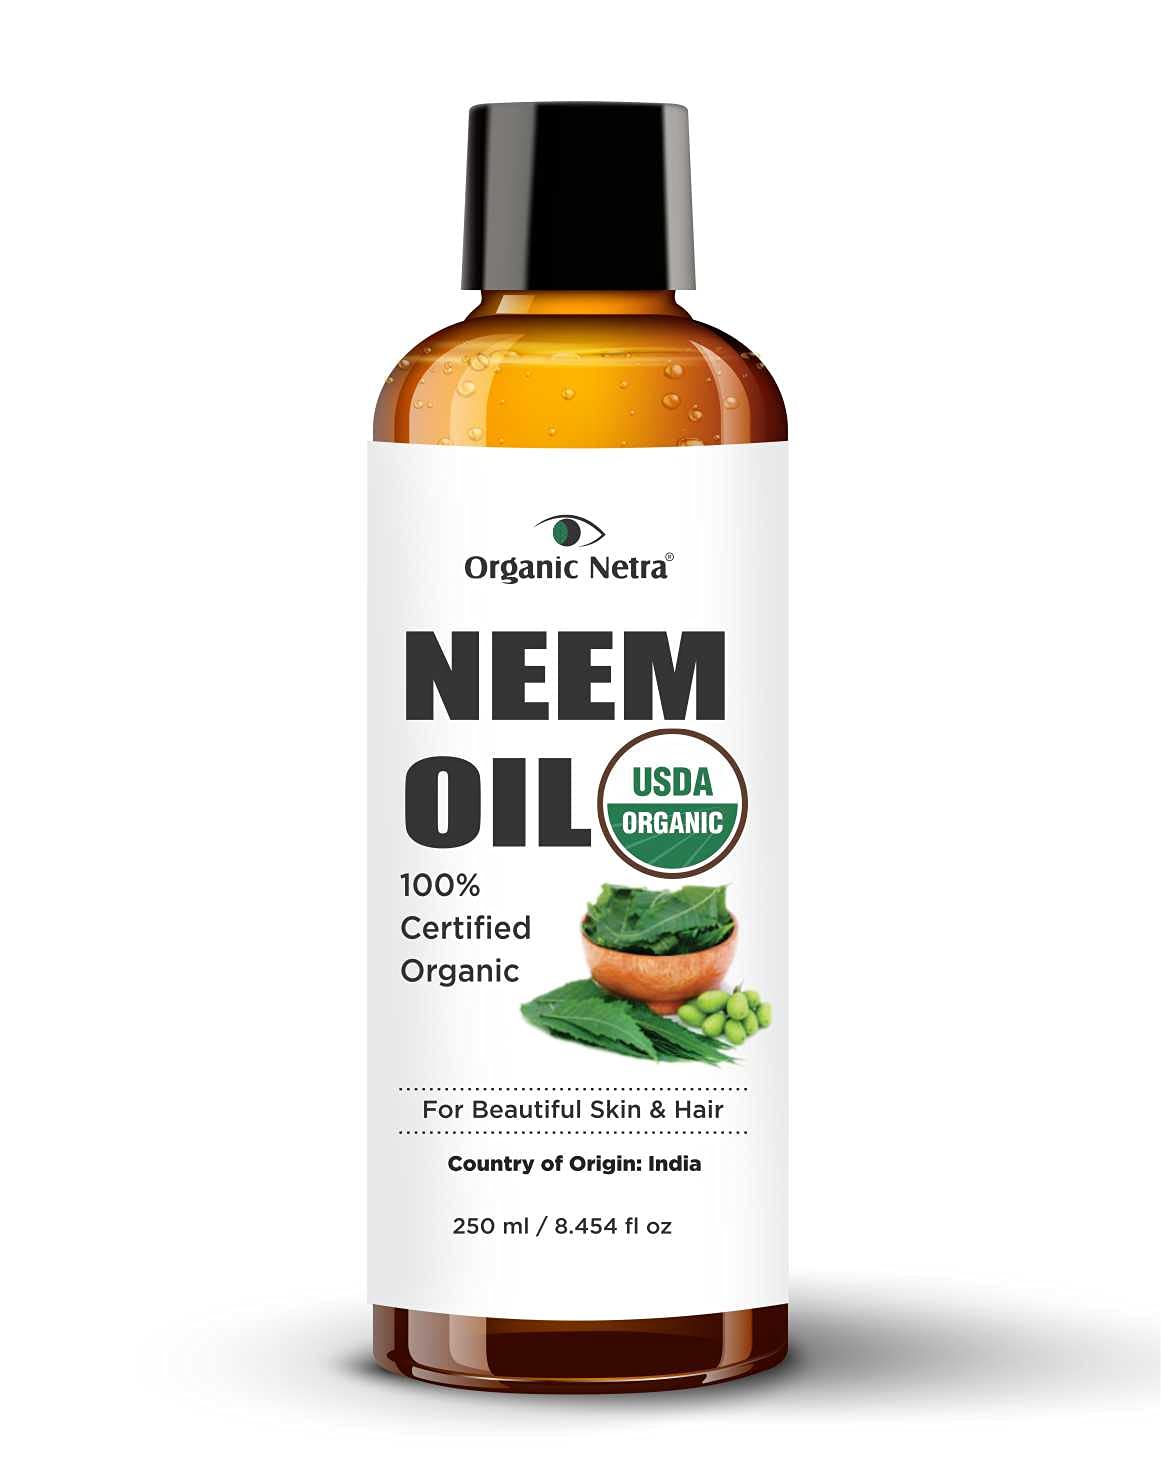 Organic Netra®
NEEM
OIL
USDA
ORGANIC
100%
Certified
Organic
For Beautiful Skin & Hair
Country of Origin: India
250 ml / 8.454 fl oz